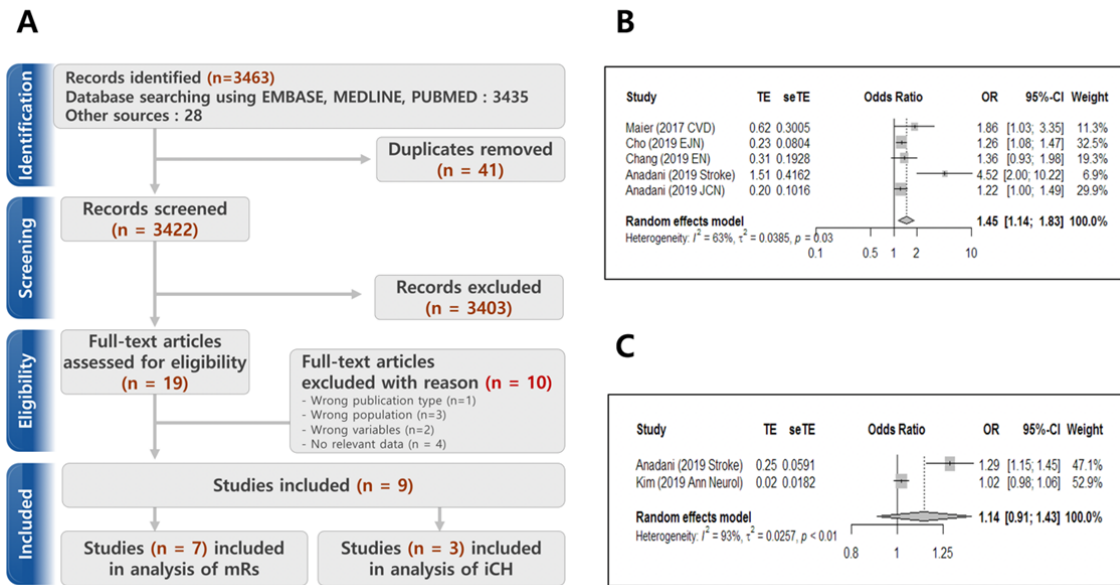 A
Identification
Records identified (n=3463)
Database searching using EMBASE, MEDLINE, PUBMED : 3435
Other sources : 28
Duplicates removed
(n = 41)
Screening
Records screened
(n = 3422)
Records excluded
(n = 3403)
Eligibility
Full-text articles
assessed for eligibility
(n = 19)
Full-text articles
excluded with reason (n = 10)
- Wrong publication type (n=1)
- Wrong population (n=3)
- Wrong variables (n=2)
- No relevant data (n = 4)
Included
Studies included (n = 9)
Studies (n = 7) included
in analysis of mRs
Studies (n = 3) included
in analysis of iCH
B
Study TE seTE Odds Ratio OR 95%-CI Weight
Maier (2017 CVD) 0.62 0.3005 1.86 [1.03; 3.35] 11.3%
Cho (2019 EJN) 0.23 0.0804 1.26 [1.08; 1.47] 32.5%
Chang (2019 EN) 0.31 0.1928 1.36 [0.93; 1.98] 19.3%
Anadani (2019 Stroke) 1.51 0.4162 4.52 [2.00; 10.22] 6.9%
Anadani (2019 JCN) 0.20 0.1016 1.22 [1.00; 1.49] 29.9%
Random effects model 1.45 [1.14; 1.83] 100.0%
Heterogeneity: I² = 63%, τ² = 0.0385, p = 0.03
0.1 0.5 1 2 10
C
Study TE seTE Odds Ratio OR 95%-CI Weight
Anadani (2019 Stroke) 0.25 0.0591 1.29 [1.15; 1.45] 47.1%
Kim (2019 Ann Neurol) 0.02 0.0182 1.02 [0.98; 1.06] 52.9%
Random effects model 1.14 [0.91; 1.43] 100.0%
Heterogeneity: I² = 93%, τ² = 0.0257, p < 0.01
0.8 1 1.25